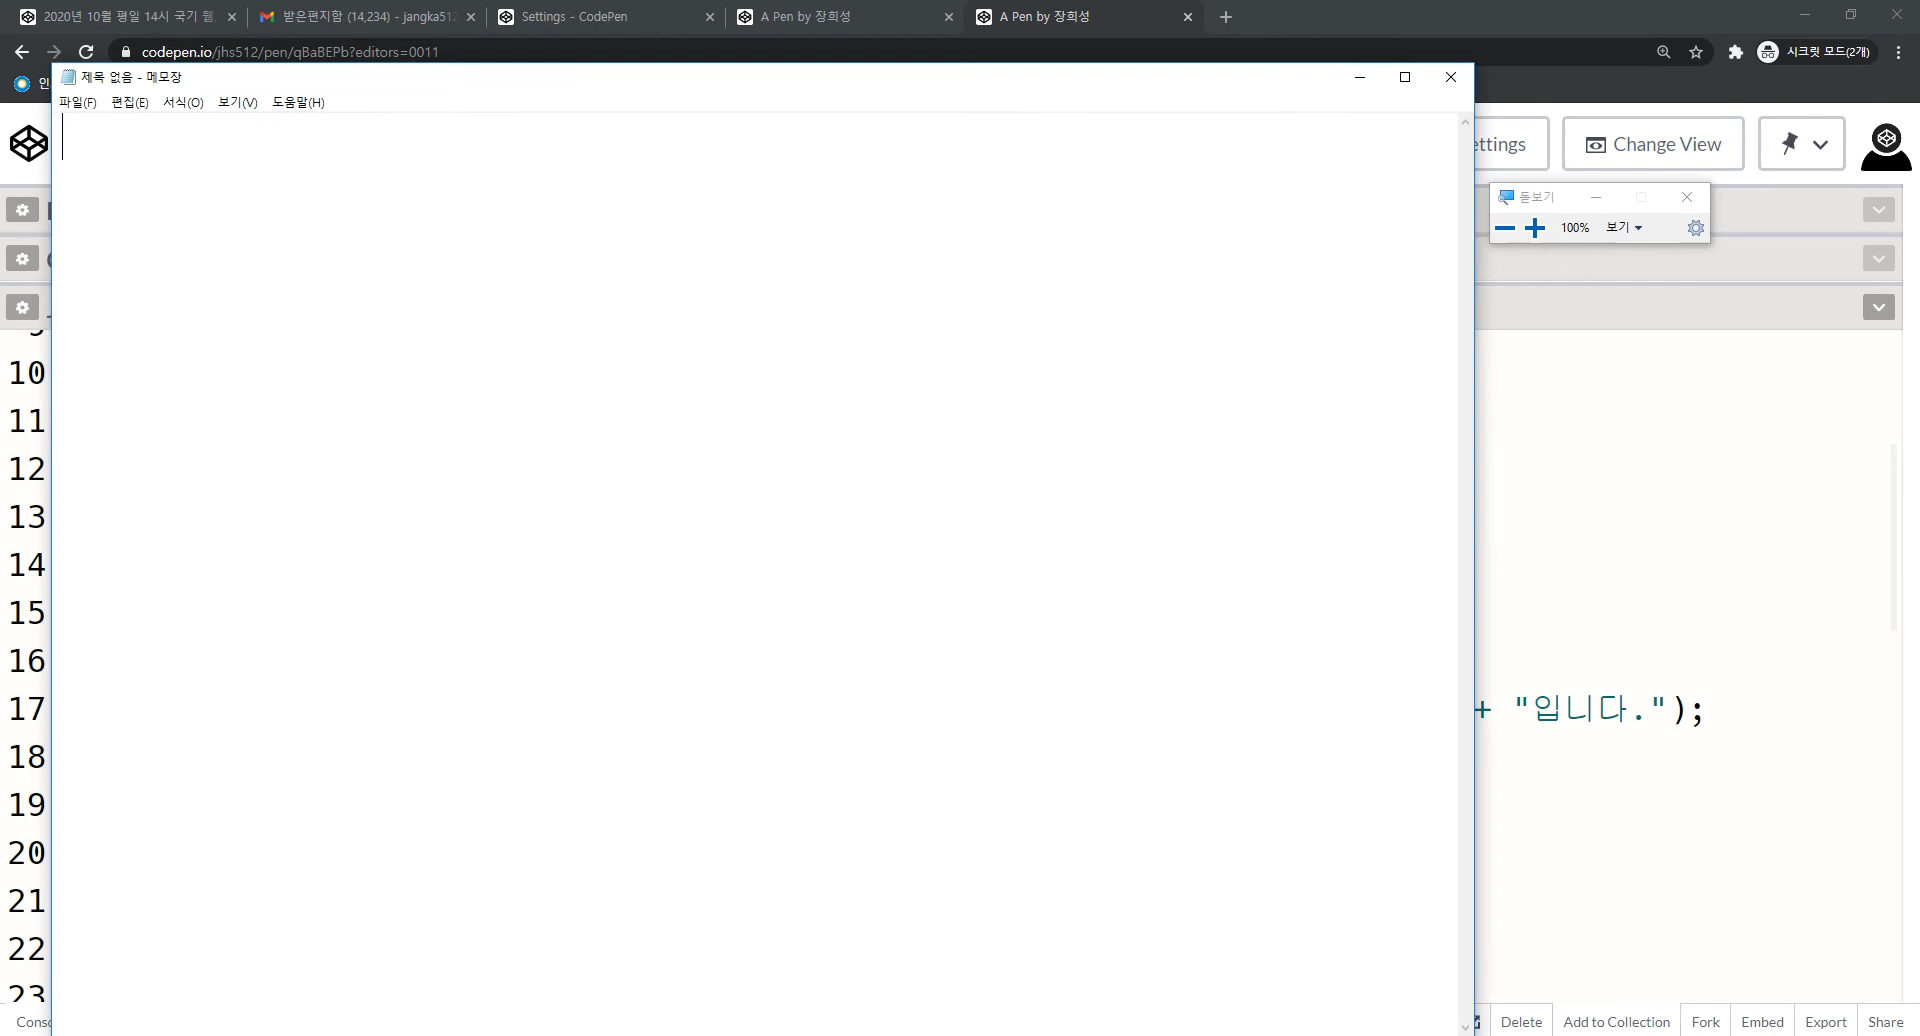 2020년 10월 평일 14시 국기 웹
받은편지함 (14,234) - jangka512
Settings - CodePen
A Pen by 장희성
A Pen by 장희성
codepen.io/jhs512/pen/qBaBEPb?editors=0011
시크릿 모드(2개)
제목 없음 - 메모장
파일(F) 편집(E) 서식(O) 보기(V) 도움말(H)
ettings
Change View
돋보기
100% 보기
10
11
12
13
14
15
16
17 + "입니다.");
18
19
20
21
22
23
Conso
Delete Add to Collection Fork Embed Export Share